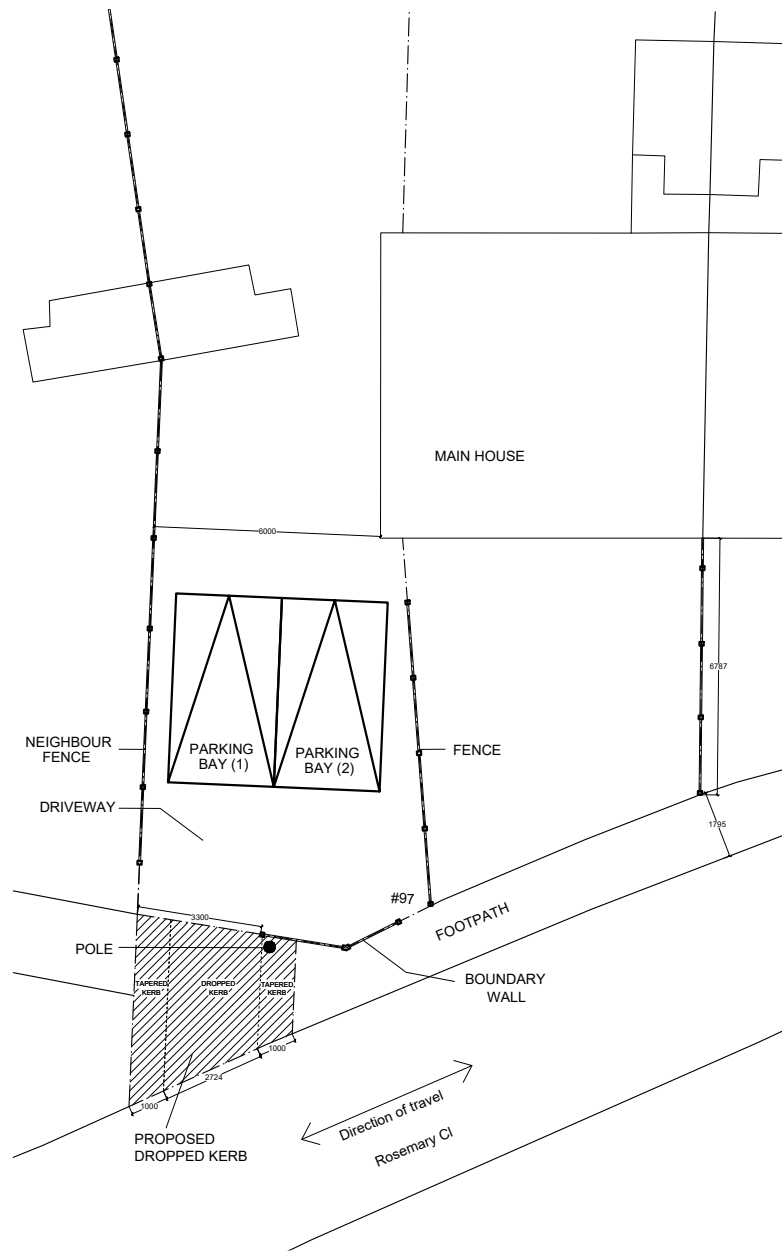 MAIN HOUSE
6000
6787
NEIGHBOUR
FENCE
PARKING
BAY (1)
PARKING
BAY (2)
FENCE
DRIVEWAY
1795
#97
3300
FOOTPATH
POLE
BOUNDARY
WALL
TAPERED
KERB
DROPPED
KERB
TAPERED
KERB
1000
2724
1000
Direction of travel
Rosemary Cl
PROPOSED
DROPPED KERB